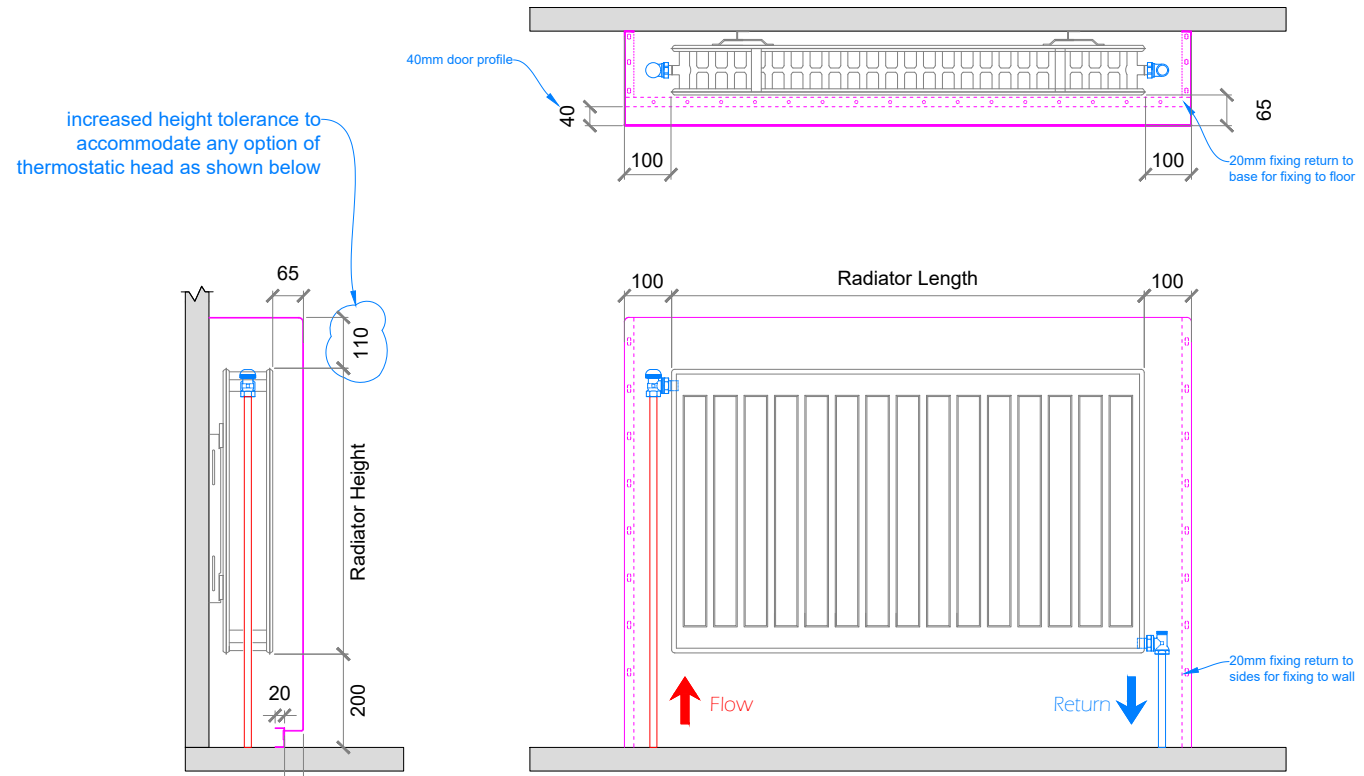 40mm door profile
40
65
100
100
20mm fixing return to
base for fixing to floor
increased height tolerance to
accommodate any option of
thermostatic head as shown below
65
110
Radiator Height
200
20
100
Radiator Length
100
Flow
Return
20mm fixing return to
sides for fixing to wall